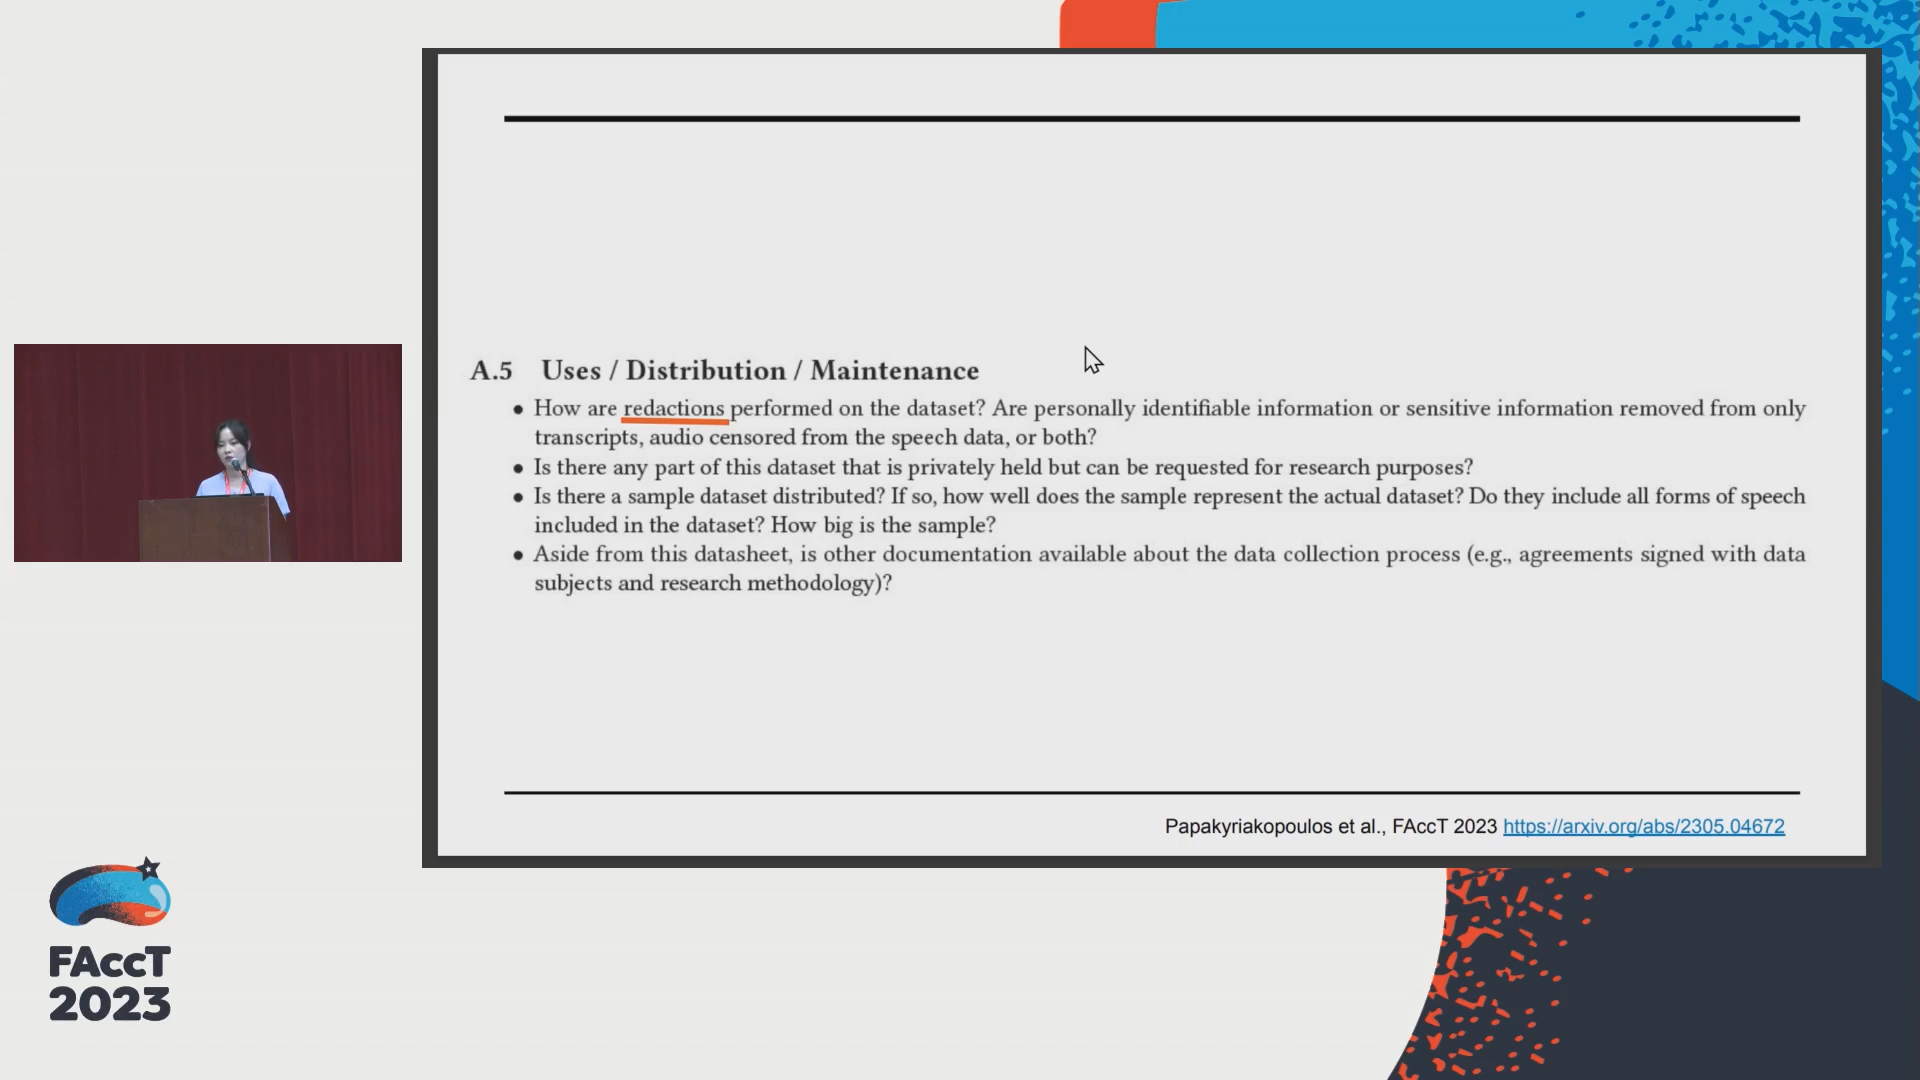 A.5 Uses / Distribution / Maintenance
• How are redactions performed on the dataset? Are personally identifiable information or sensitive information removed from only
transcripts, audio censored from the speech data, or both?
• Is there any part of this dataset that is privately held but can be requested for research purposes?
• Is there a sample dataset distributed? If so, how well does the sample represent the actual dataset? Do they include all forms of speech
included in the dataset? How big is the sample?
• Aside from this datasheet, is other documentation available about the data collection process (e.g., agreements signed with data
subjects and research methodology)?
Papakyriakopoulos et al., FAccT 2023 https://arxiv.org/abs/2305.04672
FAccT
2023